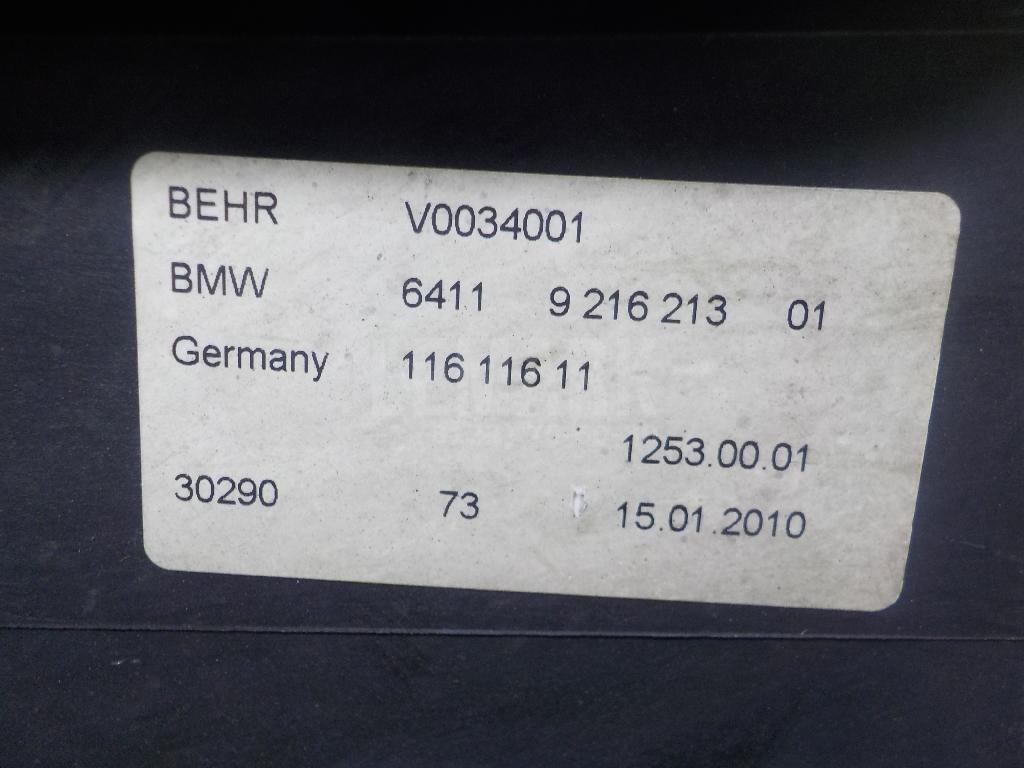 BEHR V0034001
BMW 6411 9 216 213 01
Germany 116 116 11
1253.00.01
30290 73 15.01.2010